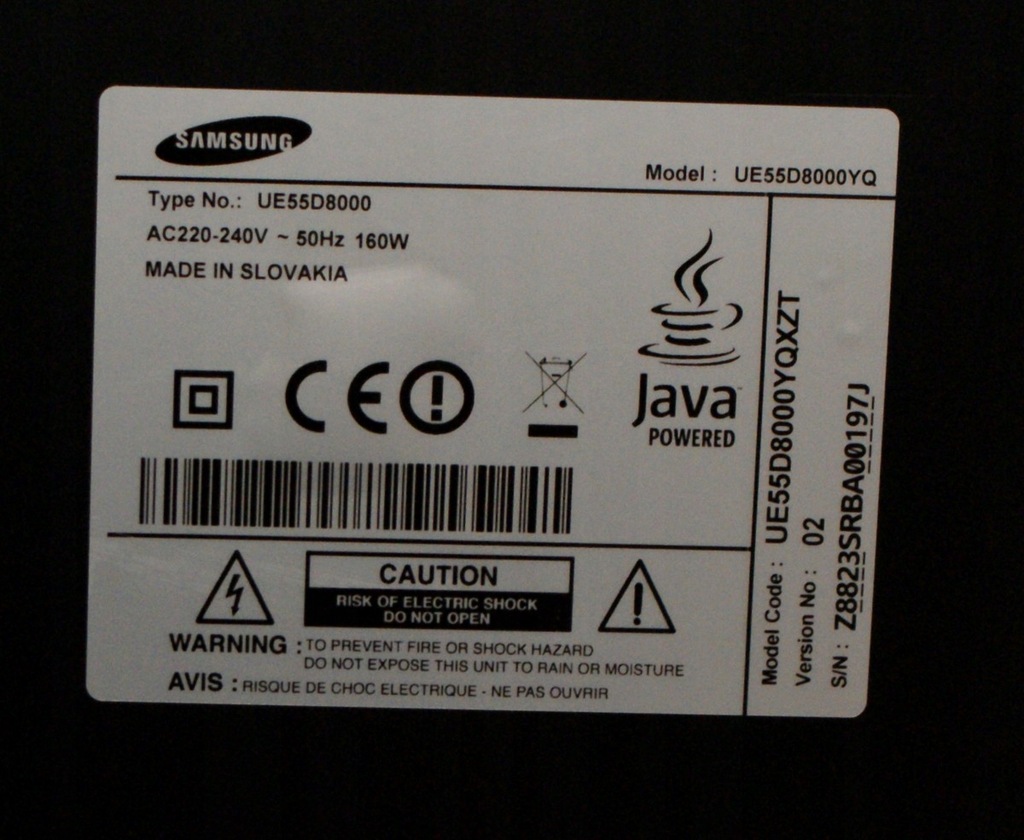 SAMSUNG
Model : UE55D8000YQ
Type No.: UE55D8000
AC220-240V ~ 50Hz 160W
MADE IN SLOVAKIA
CE
Java
POWERED
CAUTION
RISK OF ELECTRIC SHOCK
DO NOT OPEN
WARNING : TO PREVENT FIRE OR SHOCK HAZARD
DO NOT EXPOSE THIS UNIT TO RAIN OR MOISTURE
AVIS : RISQUE DE CHOC ELECTRIQUE - NE PAS OUVRIR
Model Code : UE55D8000YQXZT
Version No : 02
S/N : Z8823SRBA00197J